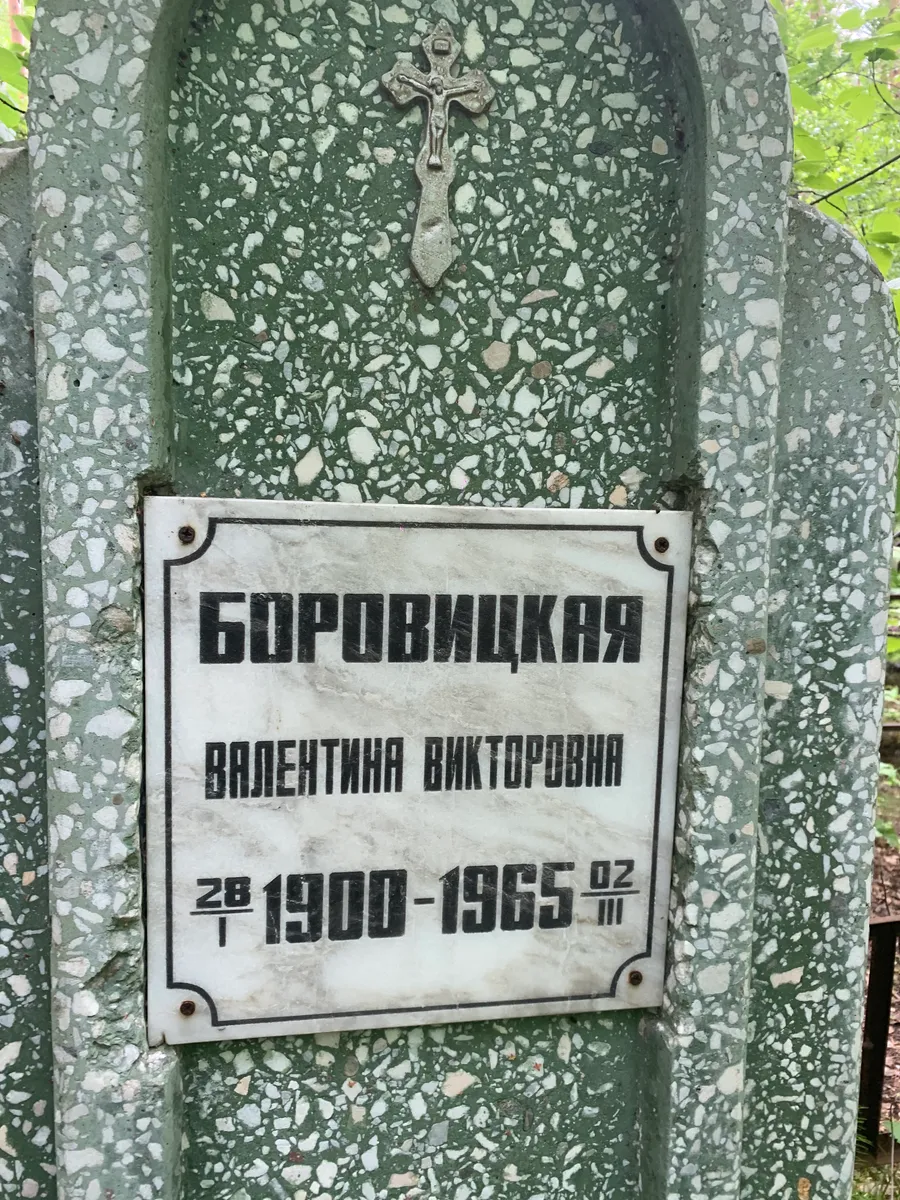 БОРОВИЦКАЯ
ВАЛЕНТИНА ВИКТОРОВНА
28/I 1900-1965 02/III